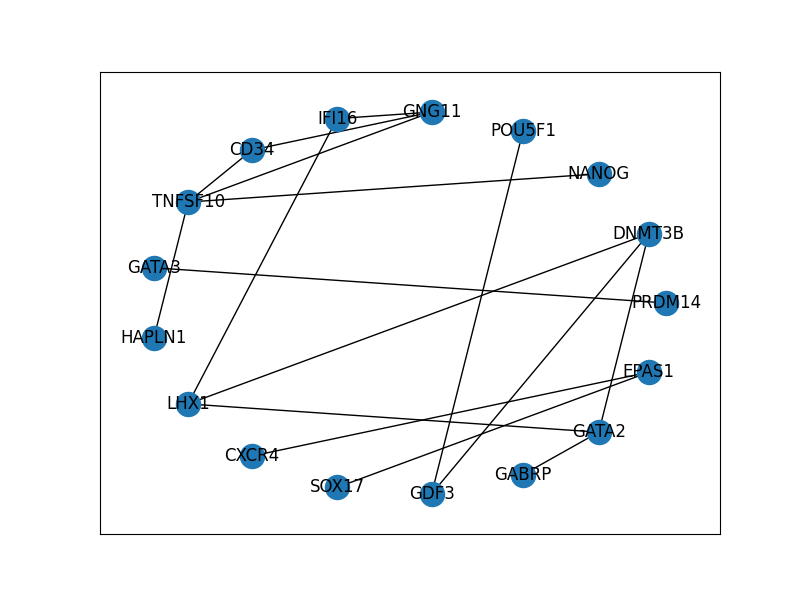 GNG11
IFI16
POU5F1
CD34
NANOG
TNFSF10
DNMT3B
GATA3
PRDM14
HAPLN1
EPAS1
LHX1
GATA2
CXCR4
GABRP
SOX17
GDF3